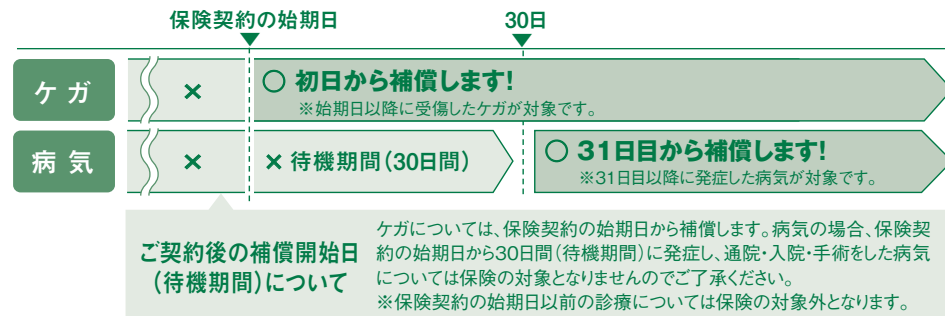 保険契約の始期日
30日
ケガ
×
○ 初日から補償します!
※始期日以降に受傷したケガが対象です。
病気
×
× 待機期間(30日間)
○ 31日目から補償します!
※31日目以降に発症した病気が対象です。
ご契約後の補償開始日
(待機期間)について
ケガについては、保険契約の始期日から補償します。病気の場合、保険契
約の始期日から30日間(待機期間)に発症し、通院・入院・手術をした病気
については保険の対象となりませんのでご了承ください。
※保険契約の始期日以前の診療については保険の対象外となります。